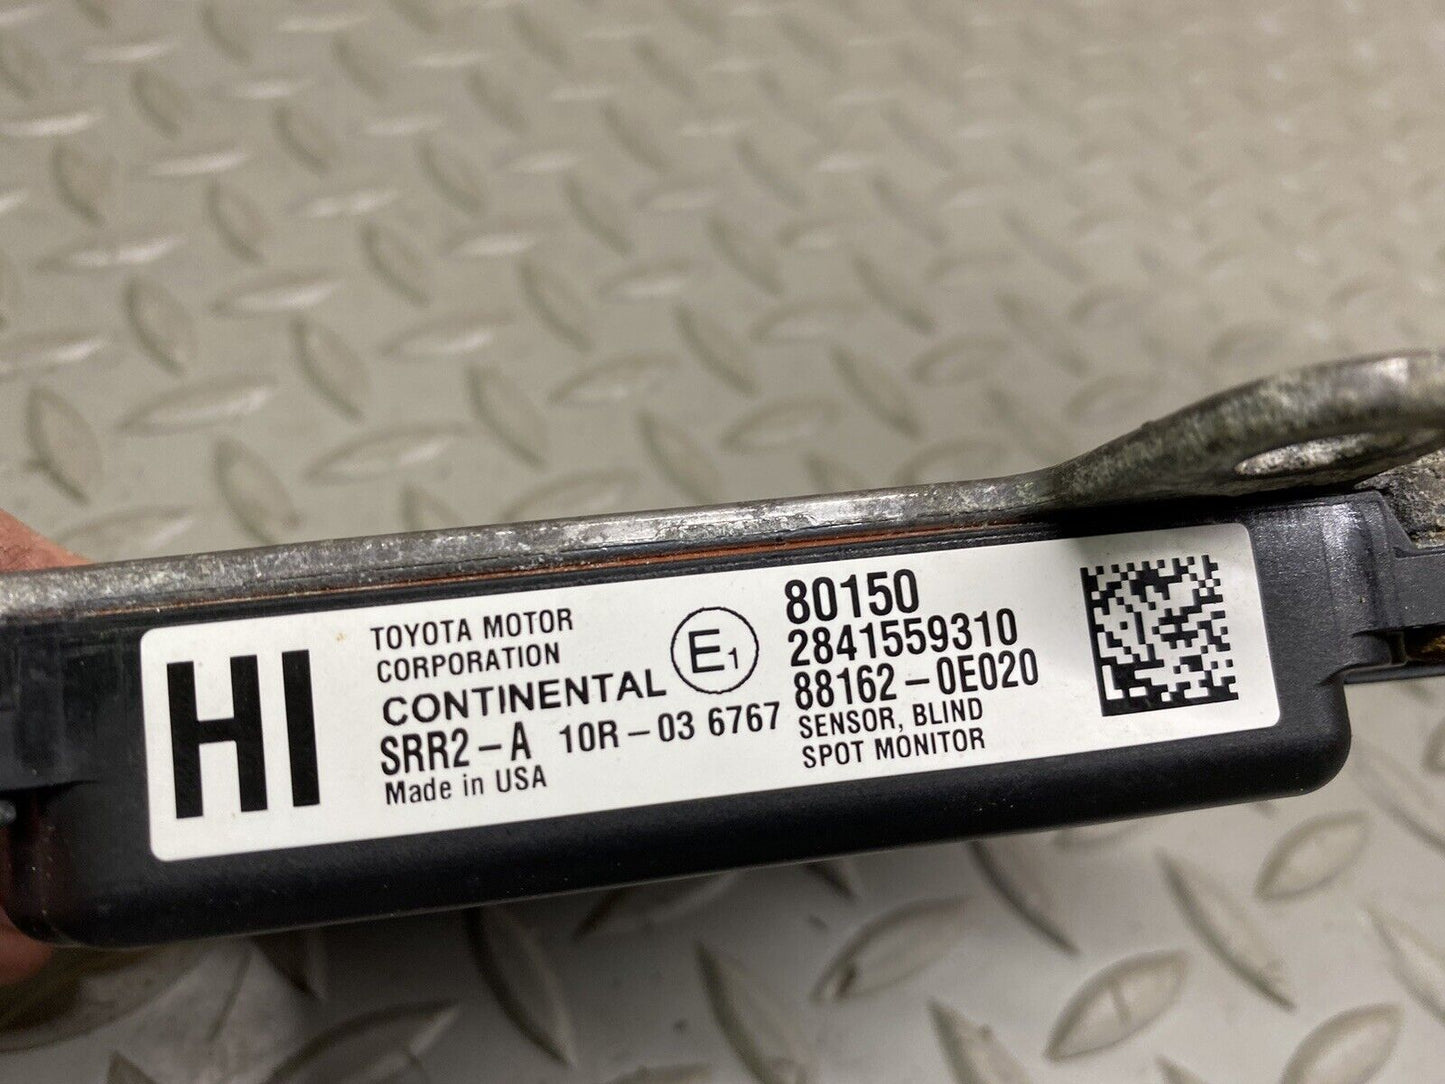 HI
TOYOTA MOTOR
CORPORATION
CONTINENTAL
SRR2-A 10R-03 6767
Made in USA
E1
80150
2841559310
88162-0E020
SENSOR, BLIND
SPOT MONITOR